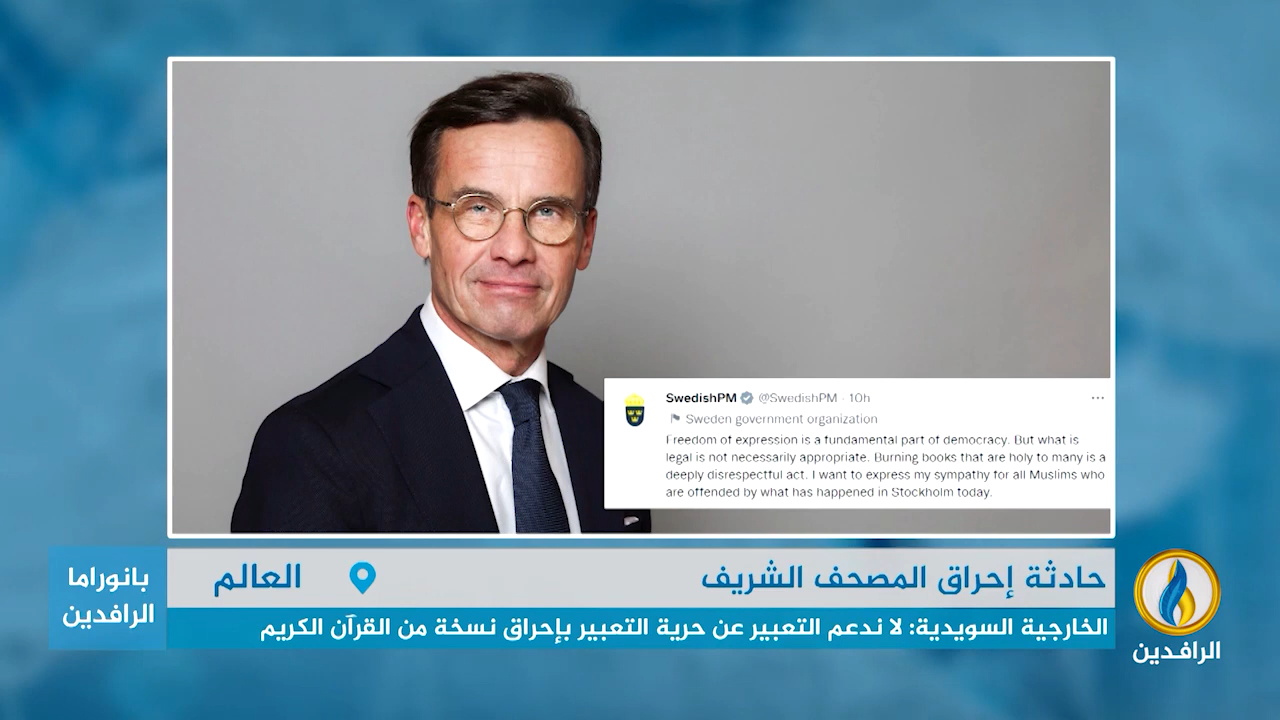 SwedishPM @SwedishPM · 10h
Sweden government organization
Freedom of expression is a fundamental part of democracy. But what is
legal is not necessarily appropriate. Burning books that are holy to many is a
deeply disrespectful act. I want to express my sympathy for all Muslims who
are offended by what has happened in Stockholm today.
حادثة إحراق المصحف الشريف
العالم
الخارجية السويدية: لا ندعم التعبير عن حرية التعبير بإحراق نسخة من القرآن الكريم
بانوراما
الرافدين
الرافدين